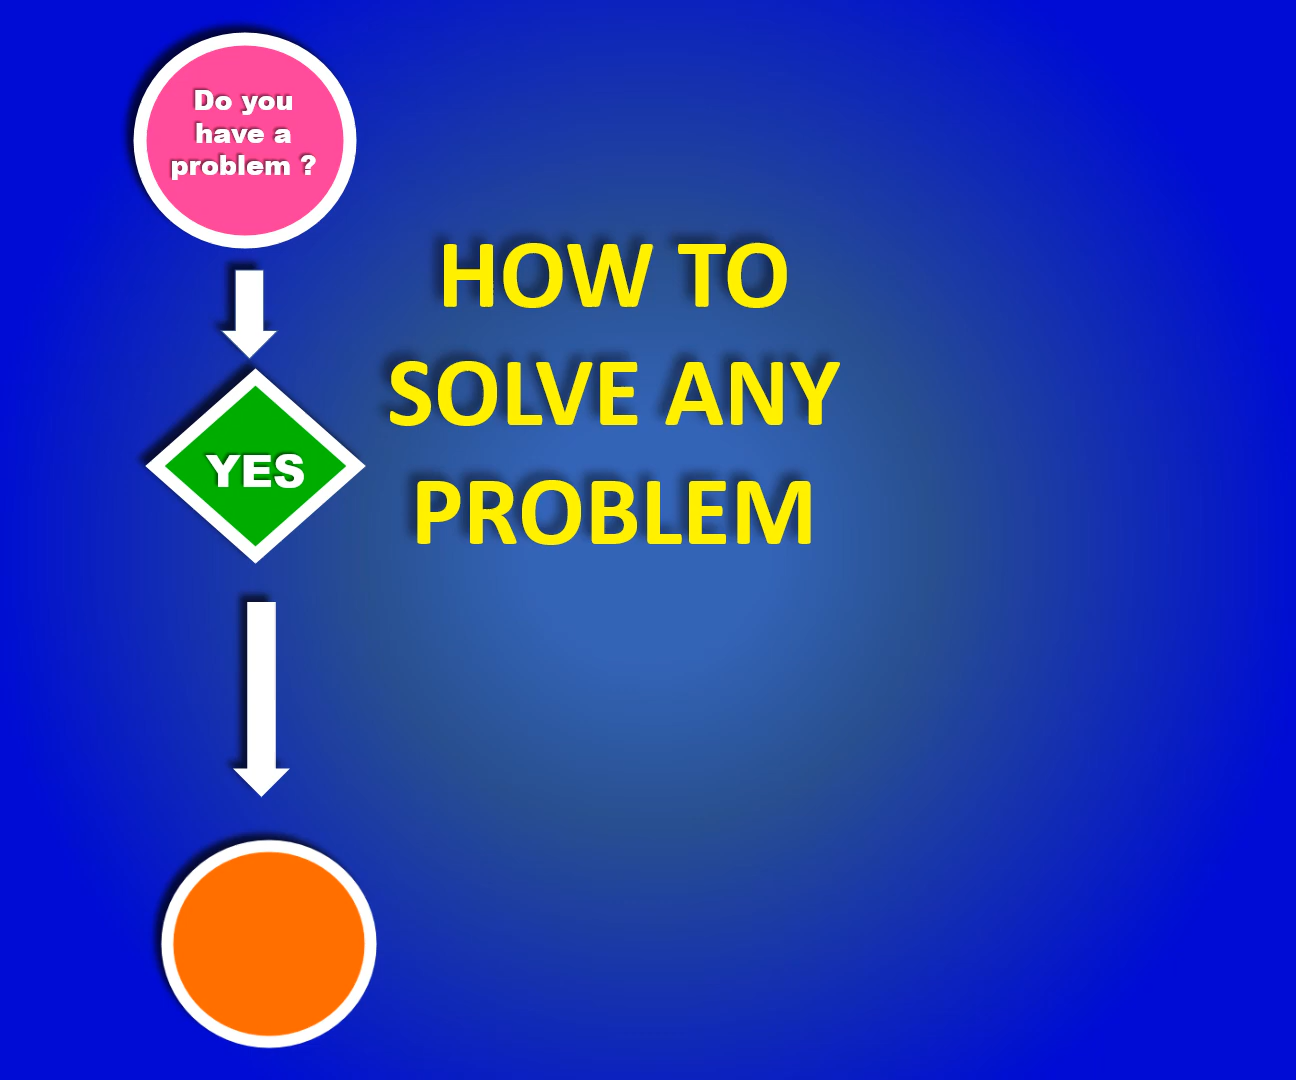 Do you
have a
problem ?
HOW TO
SOLVE ANY
PROBLEM
YES